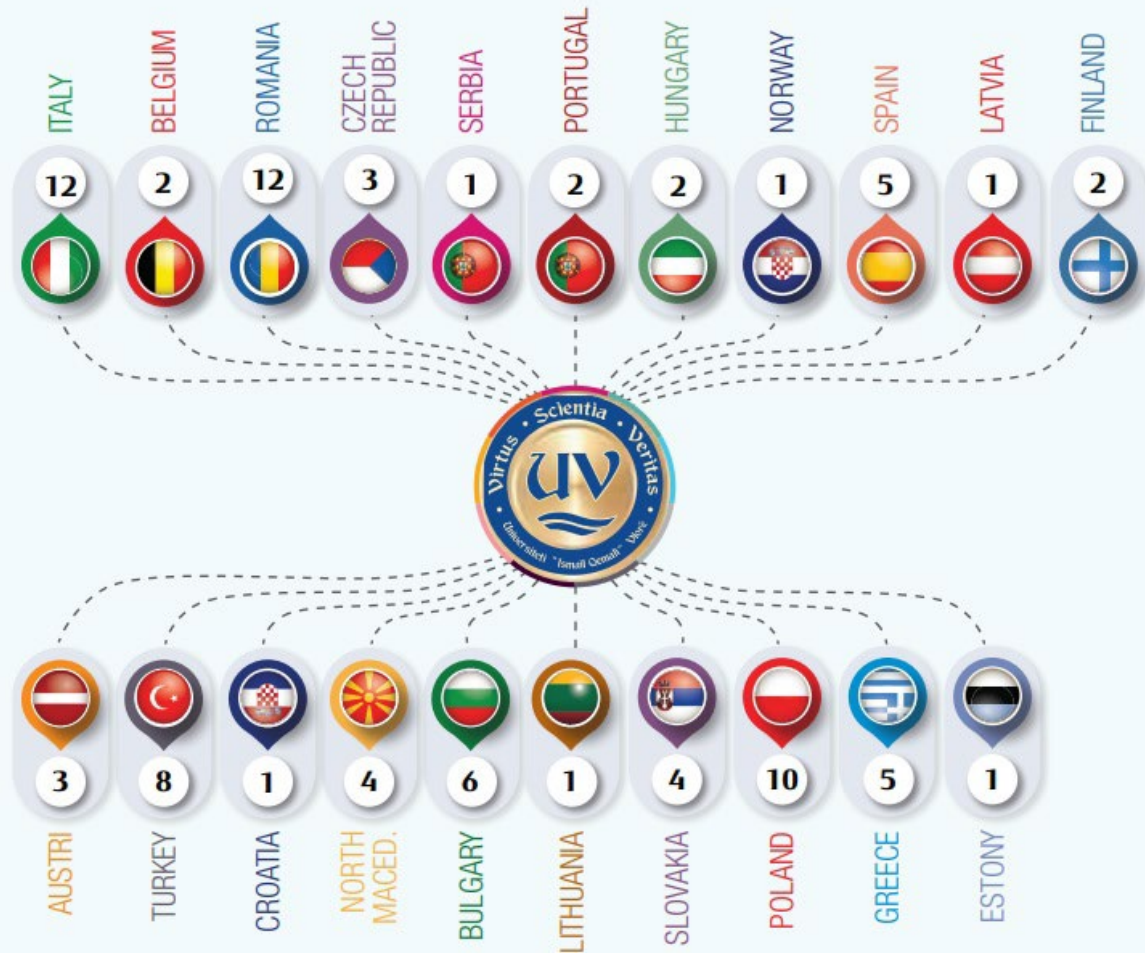 ITALY
BELGIUM
ROMANIA
CZECH
REPUBLIC
SERBIA
PORTUGAL
HUNGARY
NORWAY
SPAIN
LATVIA
FINLAND
12
2
12
3
1
2
2
1
5
1
2
Virtus • Scientia • Veritas
UV
Universiteti "Ismail Qemali" Vlorë
3
8
1
4
6
1
4
10
5
1
AUSTRI
TURKEY
CROATIA
NORTH
MACED.
BULGARY
LITHUANIA
SLOVAKIA
POLAND
GREECE
ESTONY